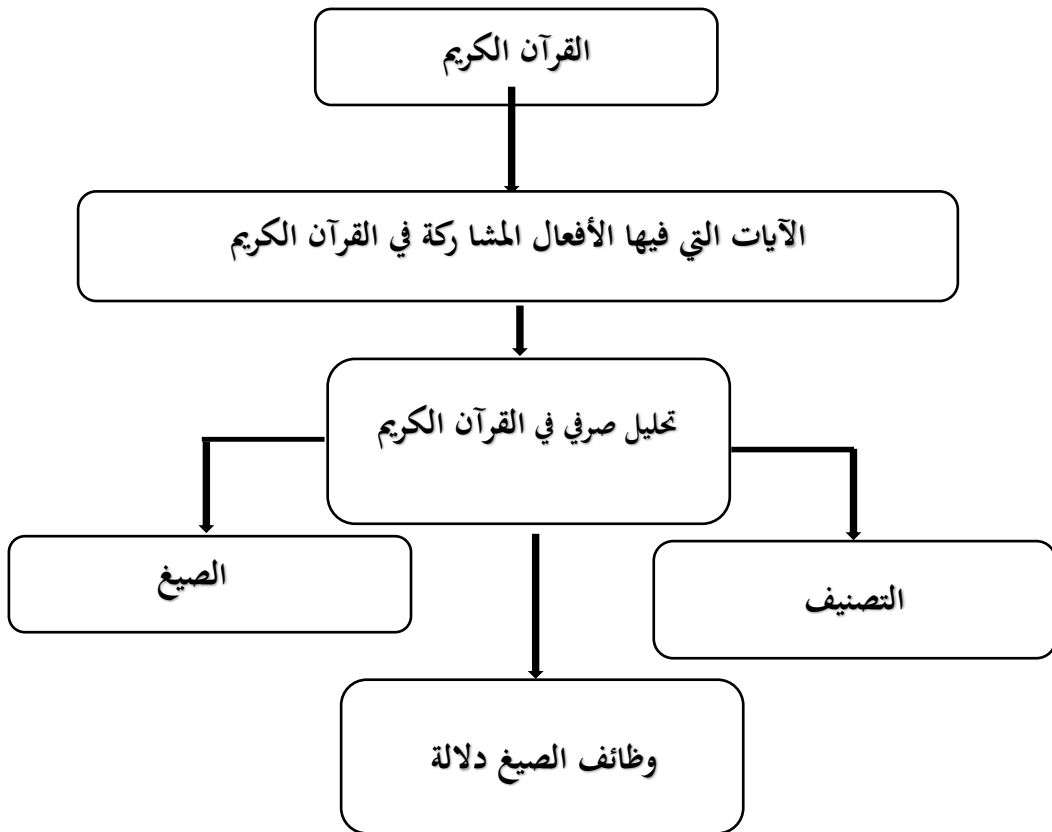 القرآن الكريم
الآيات التي فيها الأفعال المشا ركة في القرآن الكريم
تحليل صرفي في القرآن الكريم
التصنيف
الصيغ
وظائف الصيغ دلالة